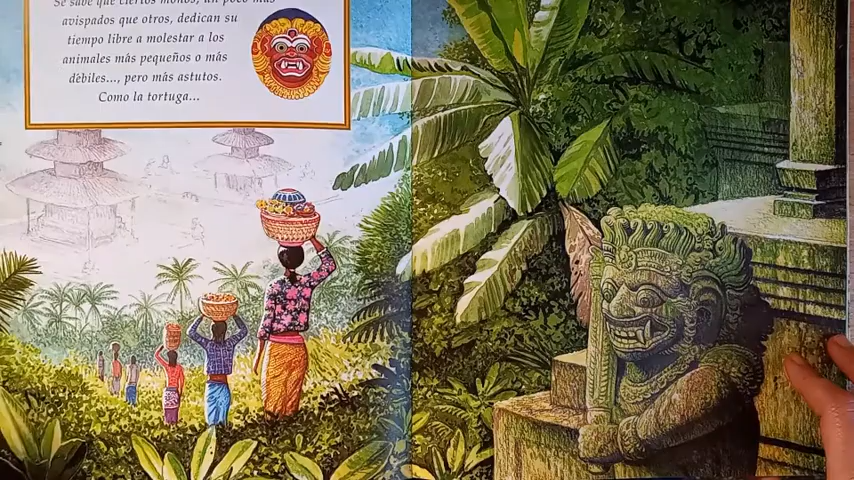 Se sabe que ciertos monos, un poco más
avispados que otros, dedican su
tiempo libre a molestar a los
animales más pequeños o más
débiles..., pero más astutos.
Como la tortuga...